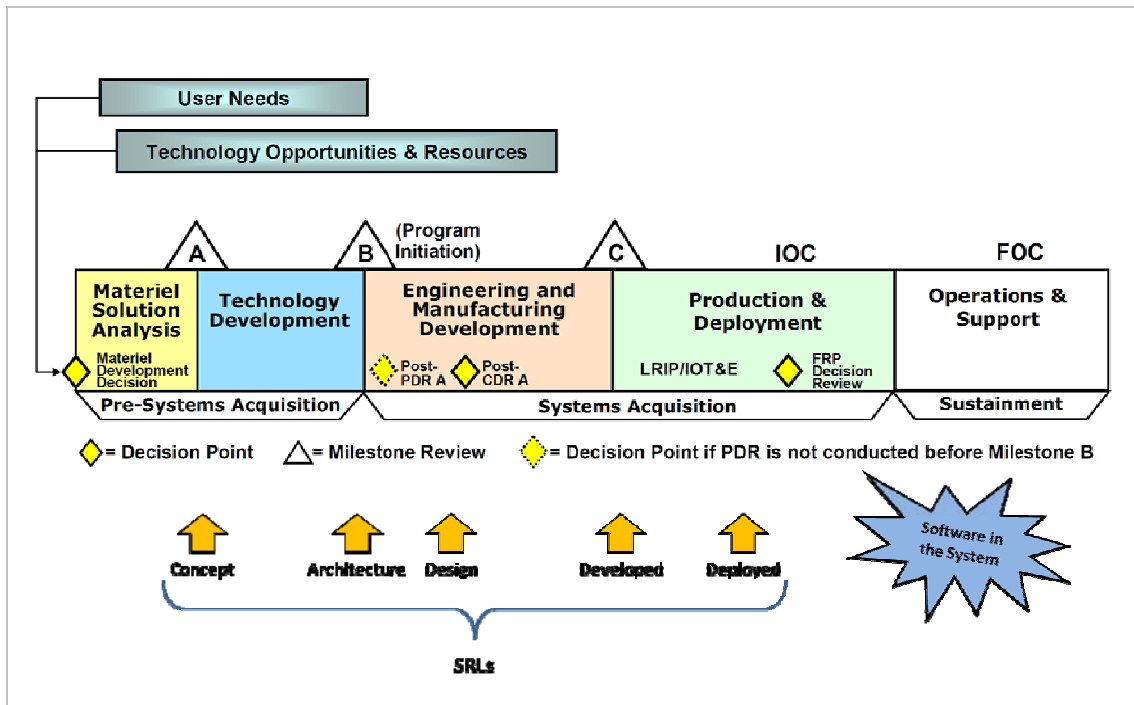 User Needs
Technology Opportunities & Resources
A
B
(Program
Initiation)
C
IOC
FOC
Materiel
Solution
Analysis
Technology
Development
Engineering and
Manufacturing
Development
Production &
Deployment
Operations &
Support
Materiel
Development
Decision
Post-
PDR A
Post-
CDR A
LRIP/IOT&E
FRP
Decision
Review
Pre-Systems Acquisition
Systems Acquisition
Sustainment
= Decision Point
= Milestone Review
= Decision Point if PDR is not conducted before Milestone B
Software in
the System
Concept
Architecture
Design
Developed
Deployed
SRLs